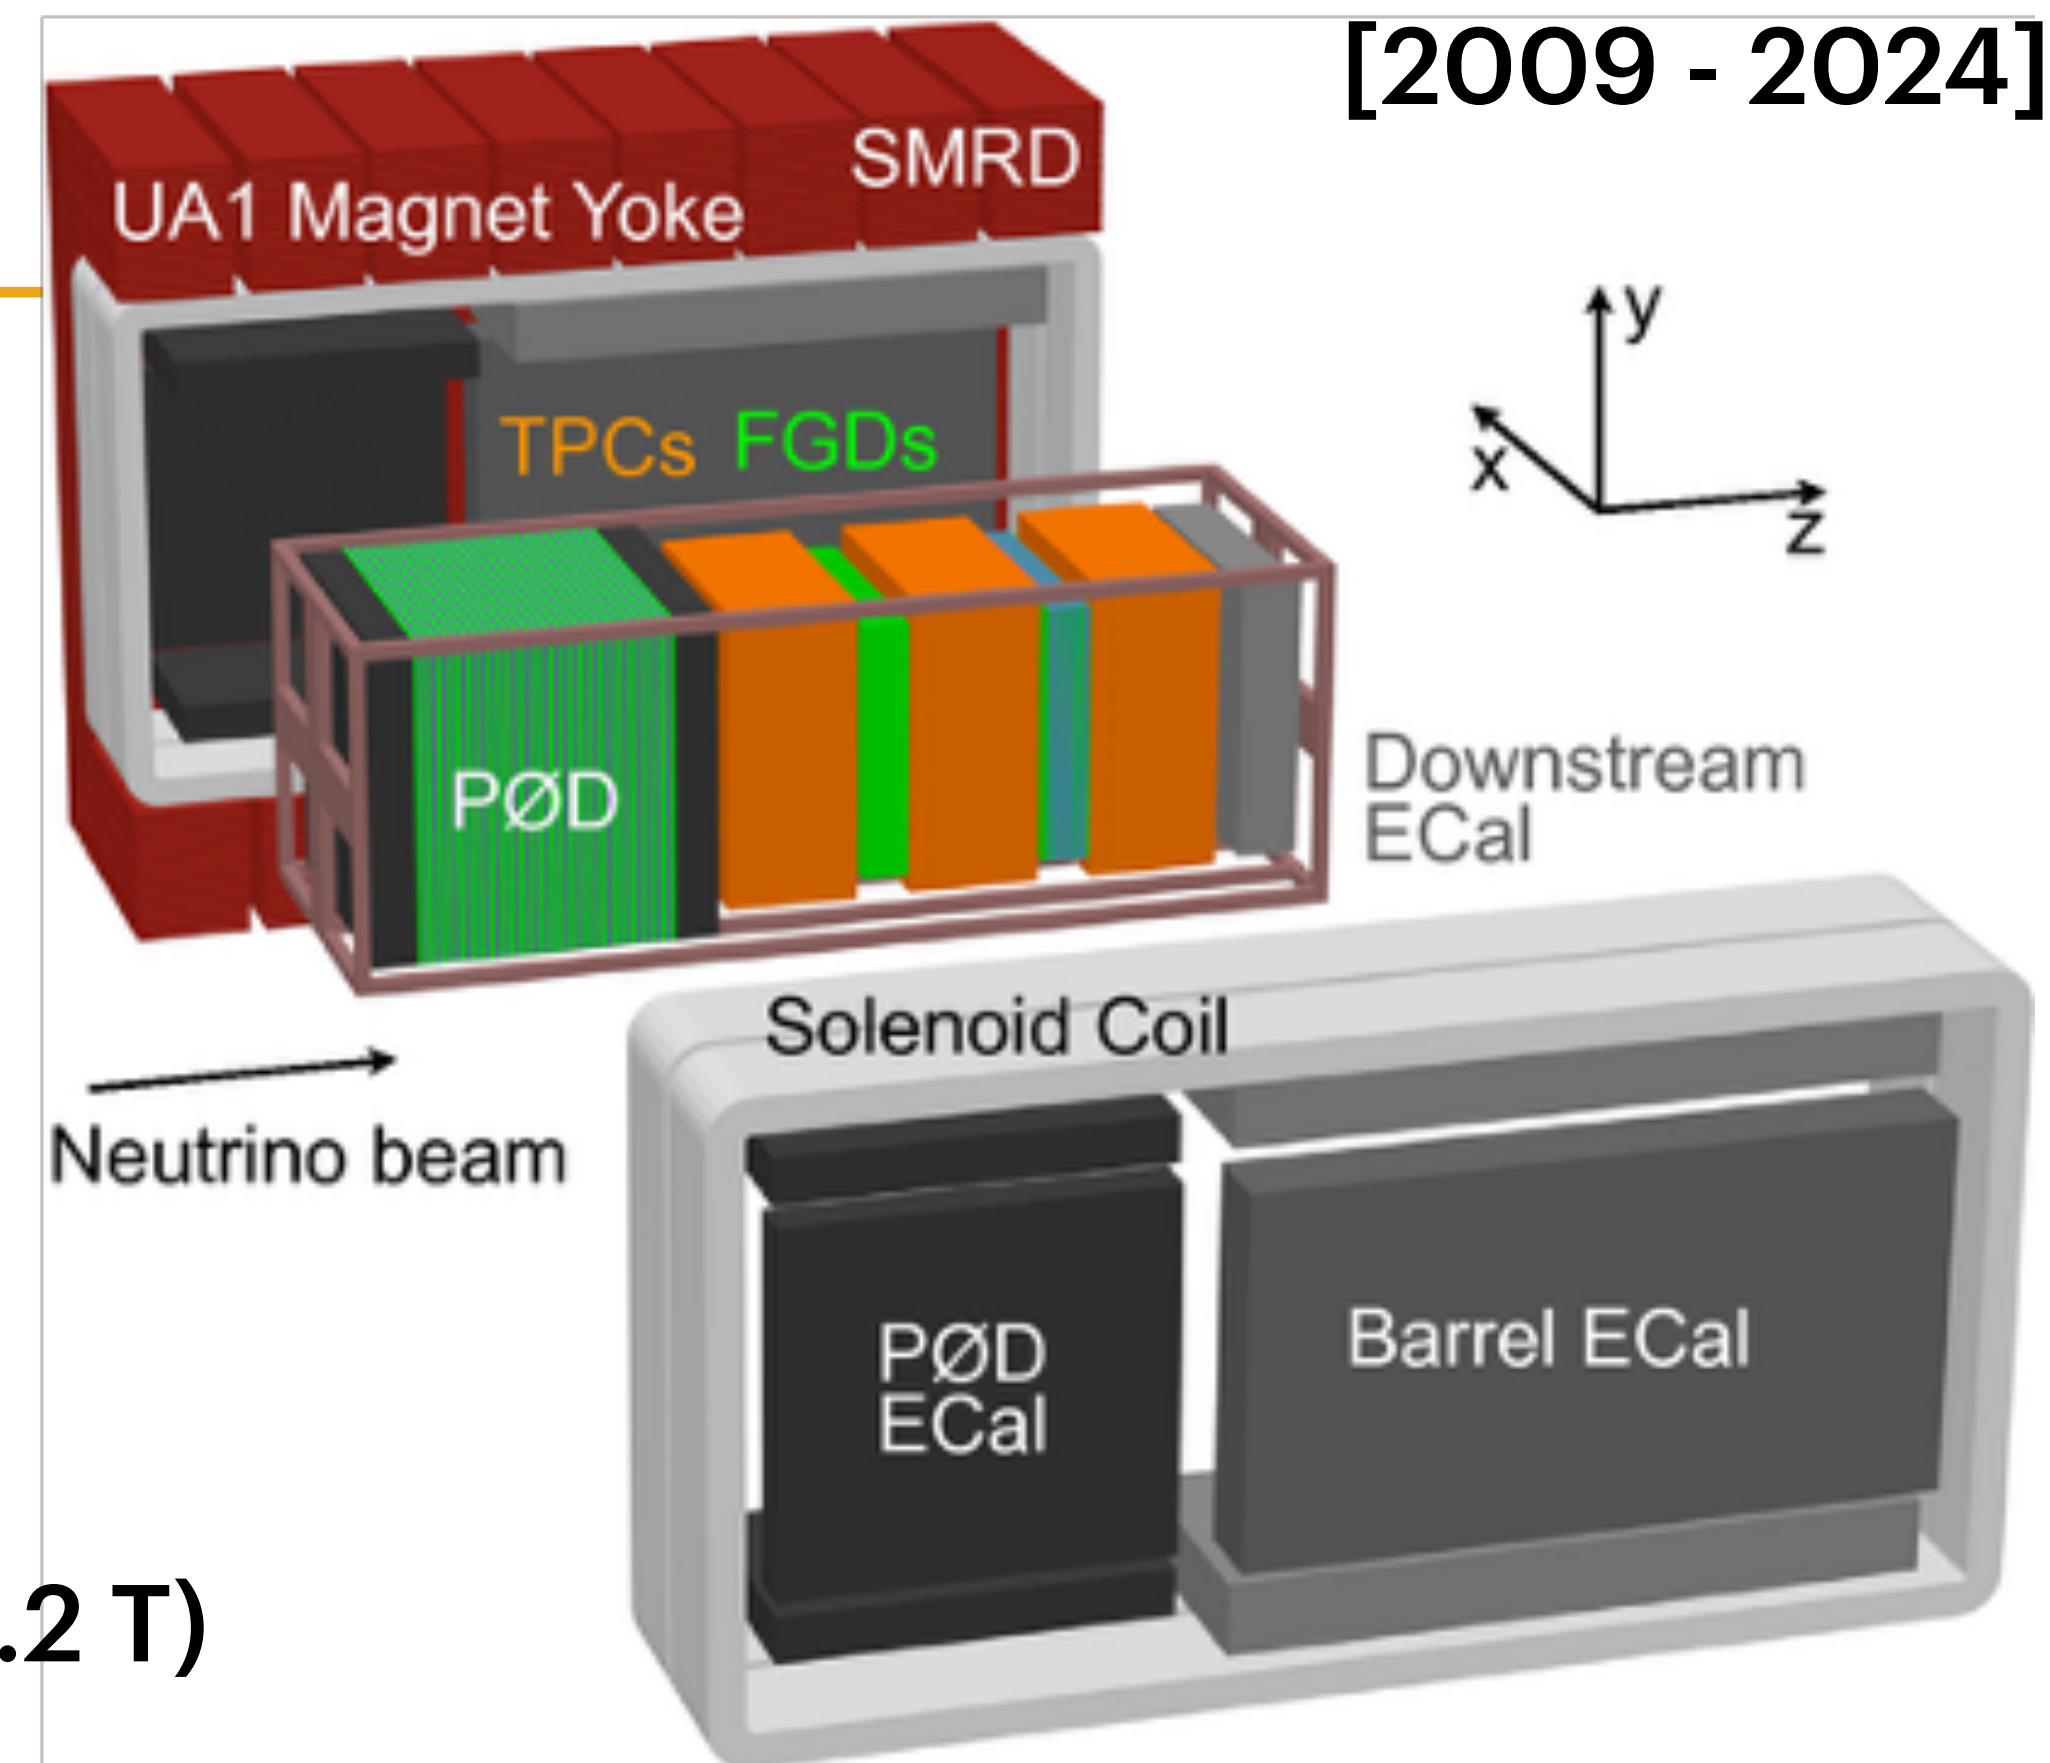 [2009 - 2024]
SMRD
UA1 Magnet Yoke
y
TPCs FGDs
x
z
Downstream
ECal
PØD
Solenoid Coil
Neutrino beam
PØD
ECal
Barrel ECal
.2 T)